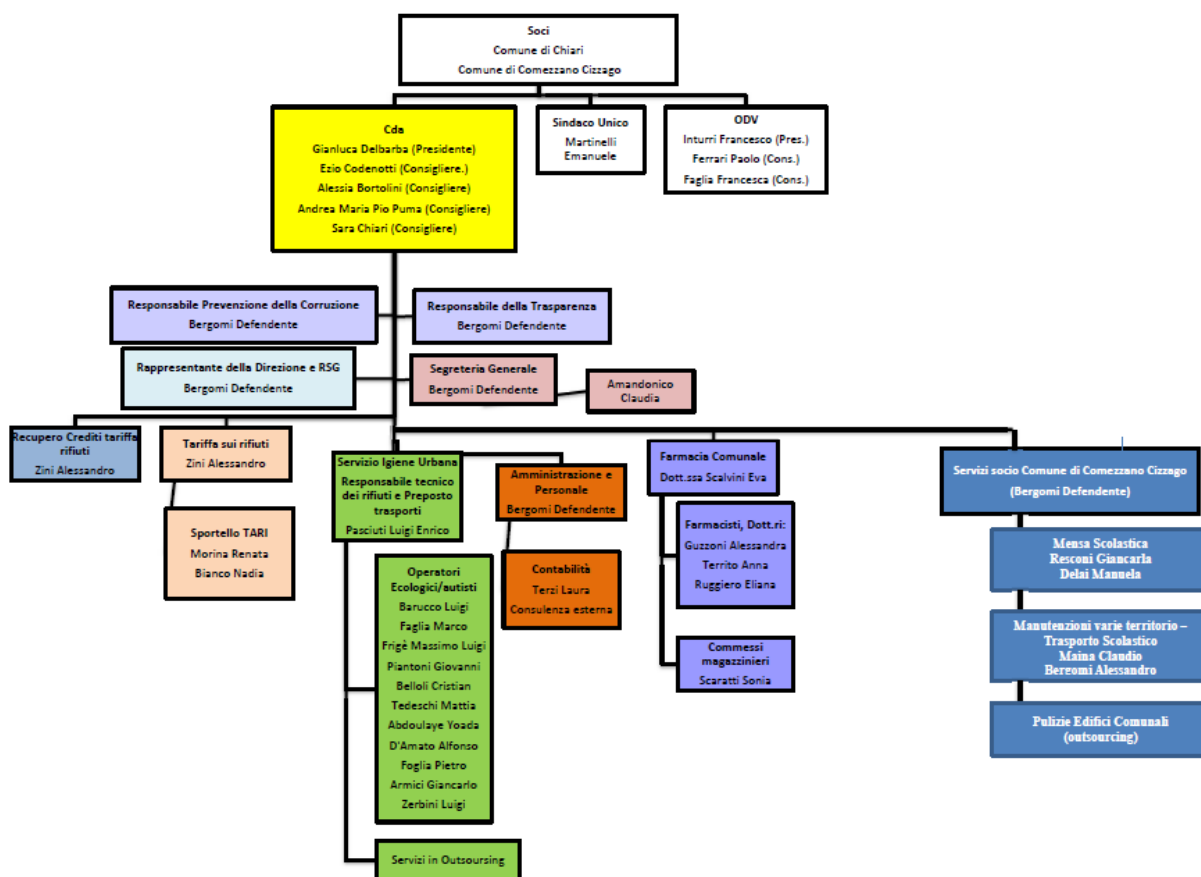 Soci
Comune di Chiari
Comune di Comezzano Cizzago
Cda
Gianluca Delbarba (Presidente)
Ezio Codenotti (Consigliere.)
Alessia Bortolini (Consigliere)
Andrea Maria Pio Puma (Consigliere)
Sara Chiari (Consigliere)
Sindaco Unico
Martinelli
Emanuele
ODV
Inturri Francesco (Pres.)
Ferrari Paolo (Cons.)
Faglia Francesca (Cons.)
Responsabile Prevenzione della Corruzione
Bergomi Defendente
Responsabile della Trasparenza
Bergomi Defendente
Rappresentante della Direzione e RSG
Bergomi Defendente
Segreteria Generale
Bergomi Defendente
Amandonico
Claudia
Recupero Crediti tariffa
rifiuti
Zini Alessandro
Tariffa sui rifiuti
Zini Alessandro
Sportello TARI
Morina Renata
Bianco Nadia
Servizio Igiene Urbana
Responsabile tecnico
dei rifiuti e Preposto
trasporti
Pasciuti Luigi Enrico
Operatori
Ecologici/autisti
Barucco Luigi
Faglia Marco
Frigè Massimo Luigi
Piantoni Giovanni
Belloli Cristian
Tedeschi Mattia
Abdoulaye Yoada
D'Amato Alfonso
Foglia Pietro
Armici Giancarlo
Zerbini Luigi
Servizi in Outsoursing
Amministrazione e
Personale
Bergomi Defendente
Contabilità
Terzi Laura
Consulenza esterna
Farmacia Comunale
Dott.ssa Scalvini Eva
Farmacisti, Dott.ri:
Guzzoni Alessandra
Territo Anna
Ruggiero Eliana
Commessi
magazzinieri
Scaratti Sonia
Servizi socio Comune di Comezzano Cizzago
(Bergomi Defendente)
Mensa Scolastica
Resconi Giancarla
Delai Manuela
Manutenzioni varie territorio –
Trasporto Scolastico
Maina Claudio
Bergomi Alessandro
Pulizie Edifici Comunali
(outsourcing)